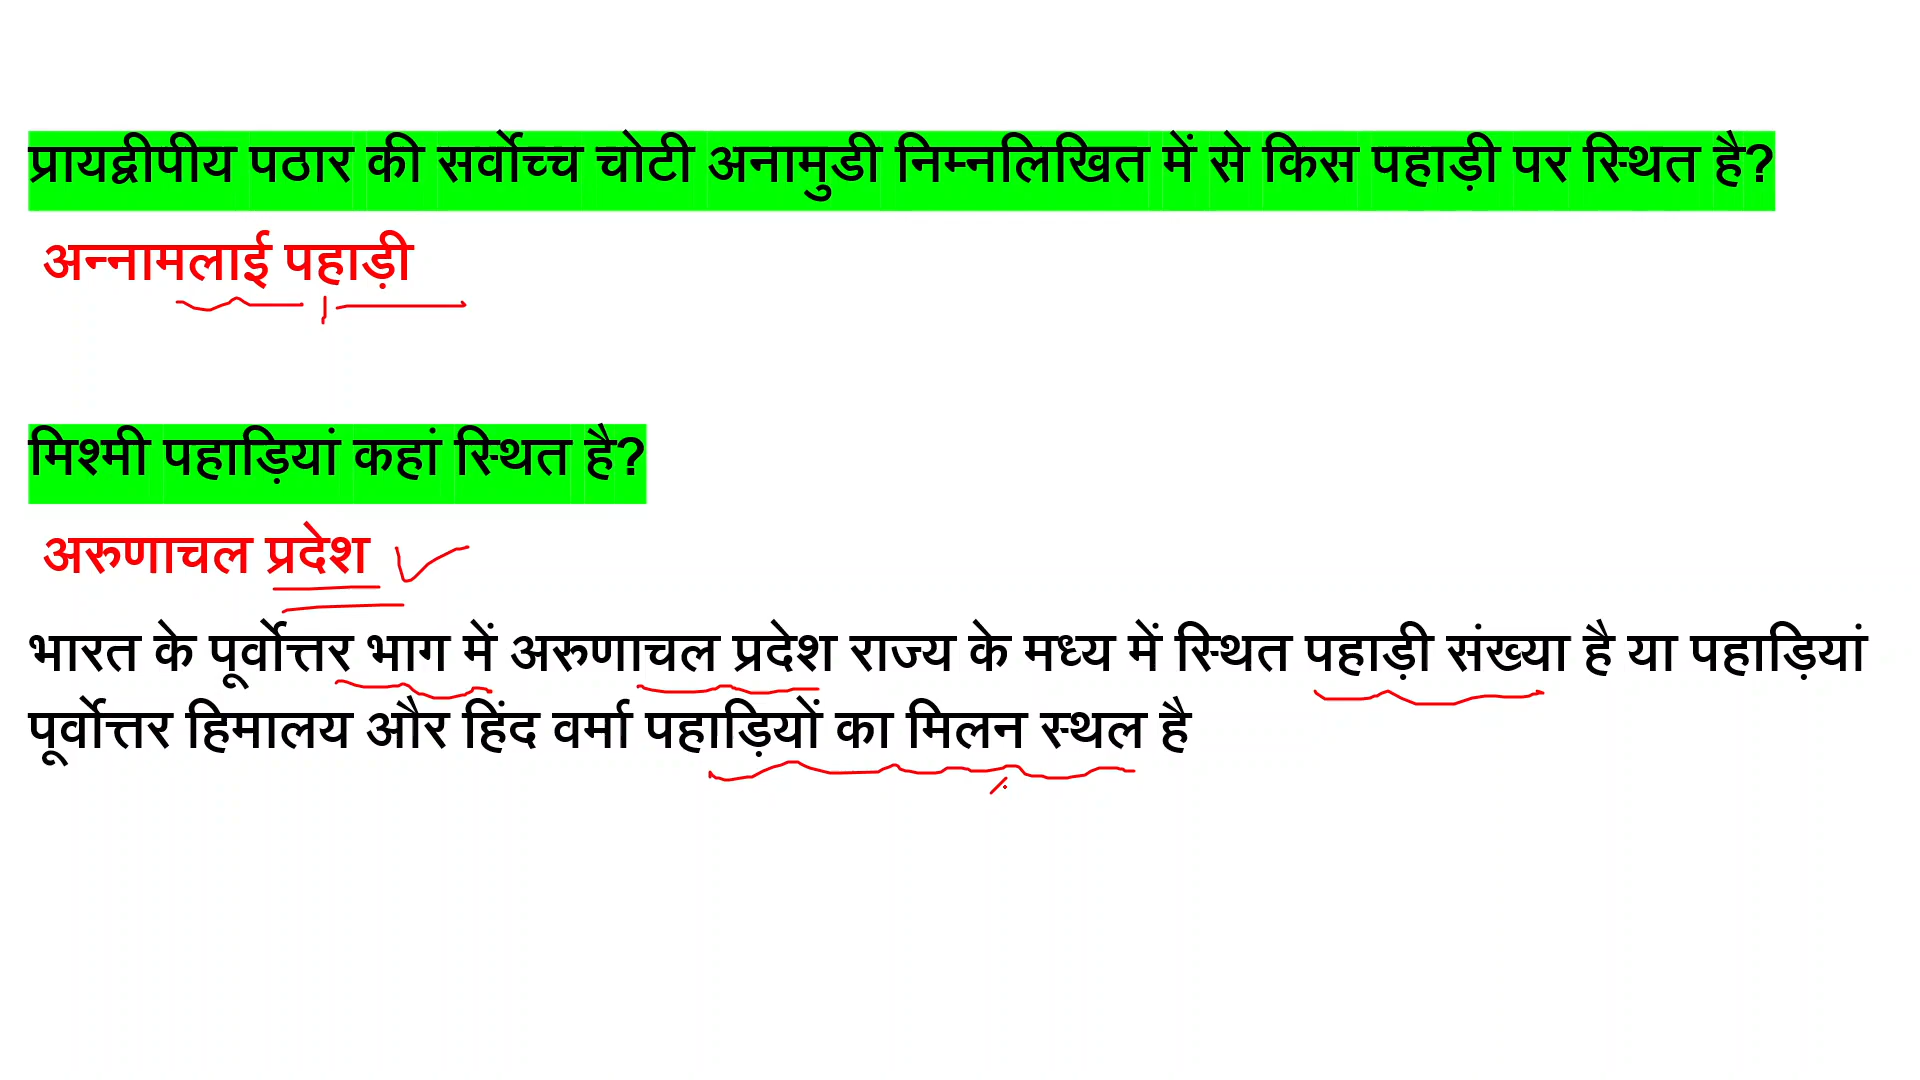 प्रायद्वीपीय पठार की सर्वोच्च चोटी अनामुडी निम्नलिखित में से किस पहाड़ी पर स्थित है?
अन्नामलाई पहाड़ी
मिश्मी पहाड़ियां कहां स्थित है?
अरुणाचल प्रदेश
भारत के पूर्वोत्तर भाग में अरुणाचल प्रदेश राज्य के मध्य में स्थित पहाड़ी संख्या है या पहाड़ियां
पूर्वोत्तर हिमालय और हिंद वर्मा पहाड़ियों का मिलन स्थल है